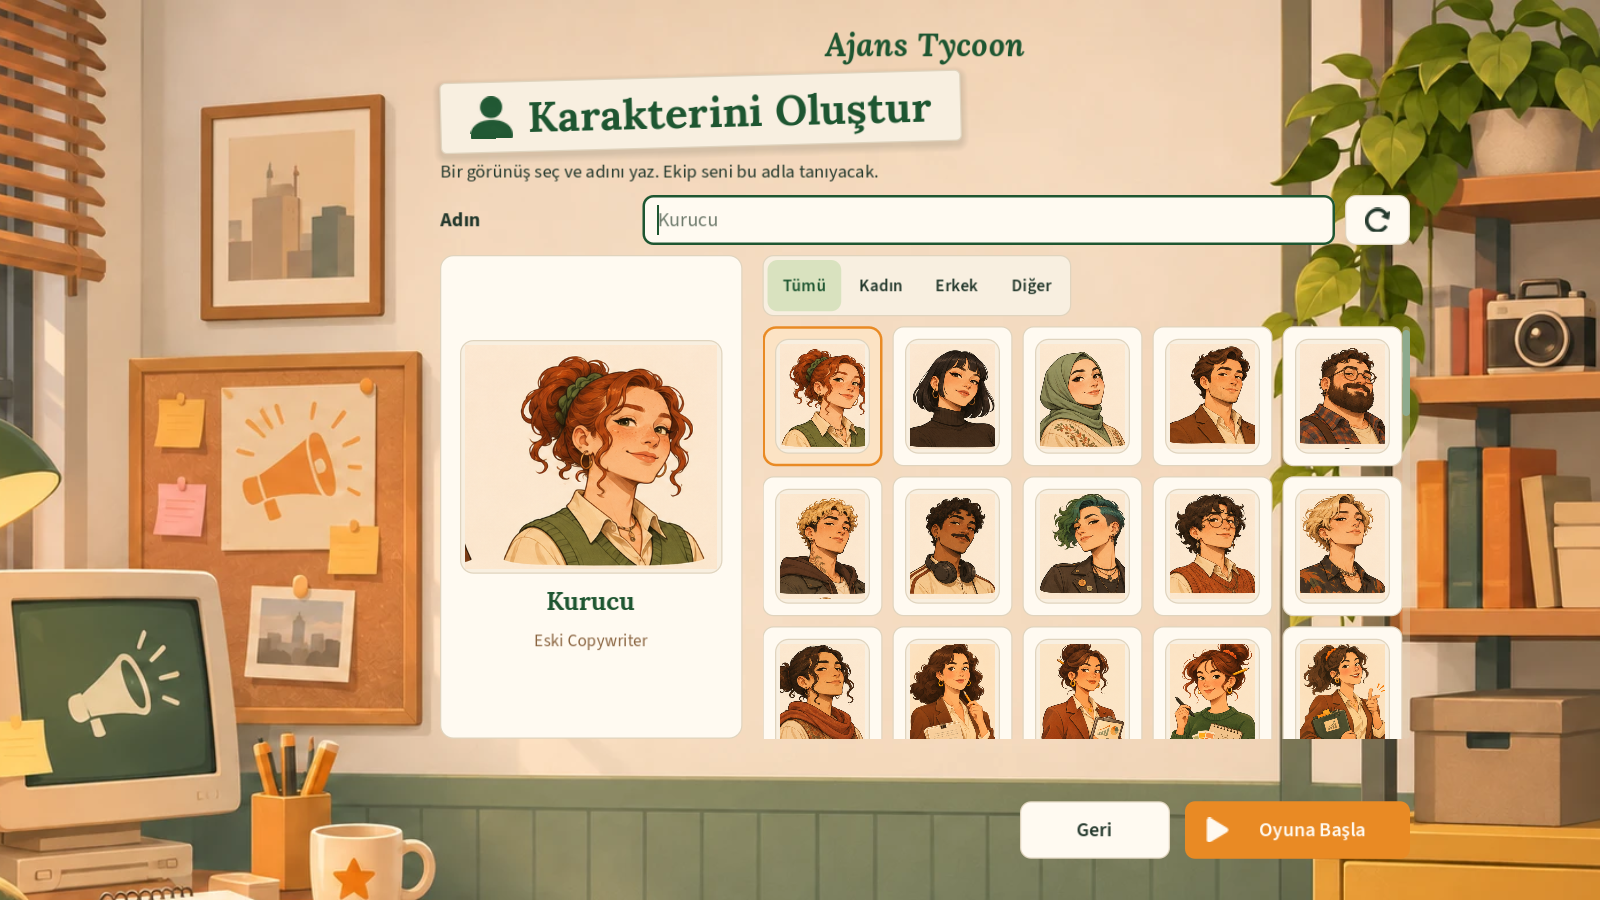 Ajans Tycoon
Karakterini Oluştur
Bir görünüş seç ve adını yaz. Ekip seni bu adla tanıyacak.
Adın
Kurucu
Tümü
Kadın
Erkek
Diğer
Kurucu
Eski Copywriter
Geri
Oyuna Başla